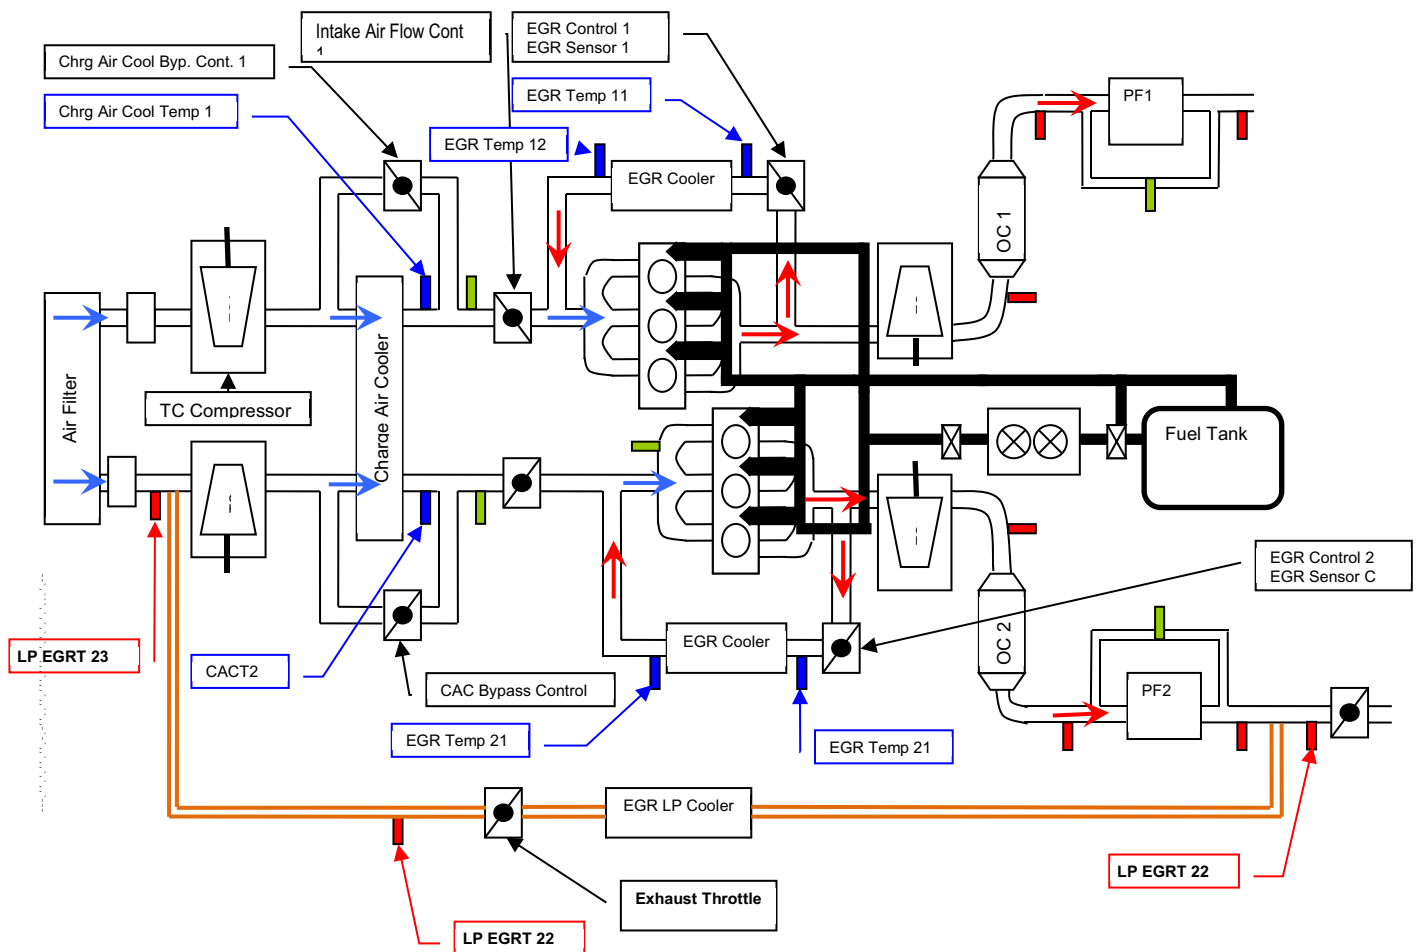 Intake Air Flow Cont
EGR Control 1
EGR Sensor 1
Chrg Air Cool Byp. Cont. 1
Chrg Air Cool Temp 1
EGR Temp 11
EGR Temp 12
PF1
EGR Cooler
OC 1
Air Filter
TC Compressor
Charge Air Cooler
Fuel Tank
EGR Control 2
EGR Sensor C
LP EGRT 23
CACT2
CAC Bypass Control
EGR Cooler
OC 2
PF2
EGR Temp 21
EGR Temp 21
EGR LP Cooler
LP EGRT 22
Exhaust Throttle
LP EGRT 22